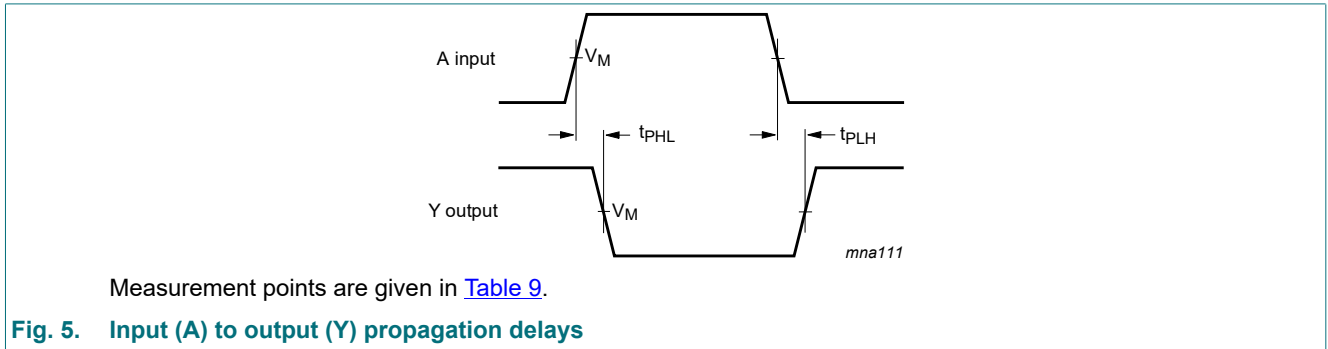 A input
VM
tPHL
tPLH
Y output
VM
mna111
Measurement points are given in Table 9.
Fig. 5. Input (A) to output (Y) propagation delays